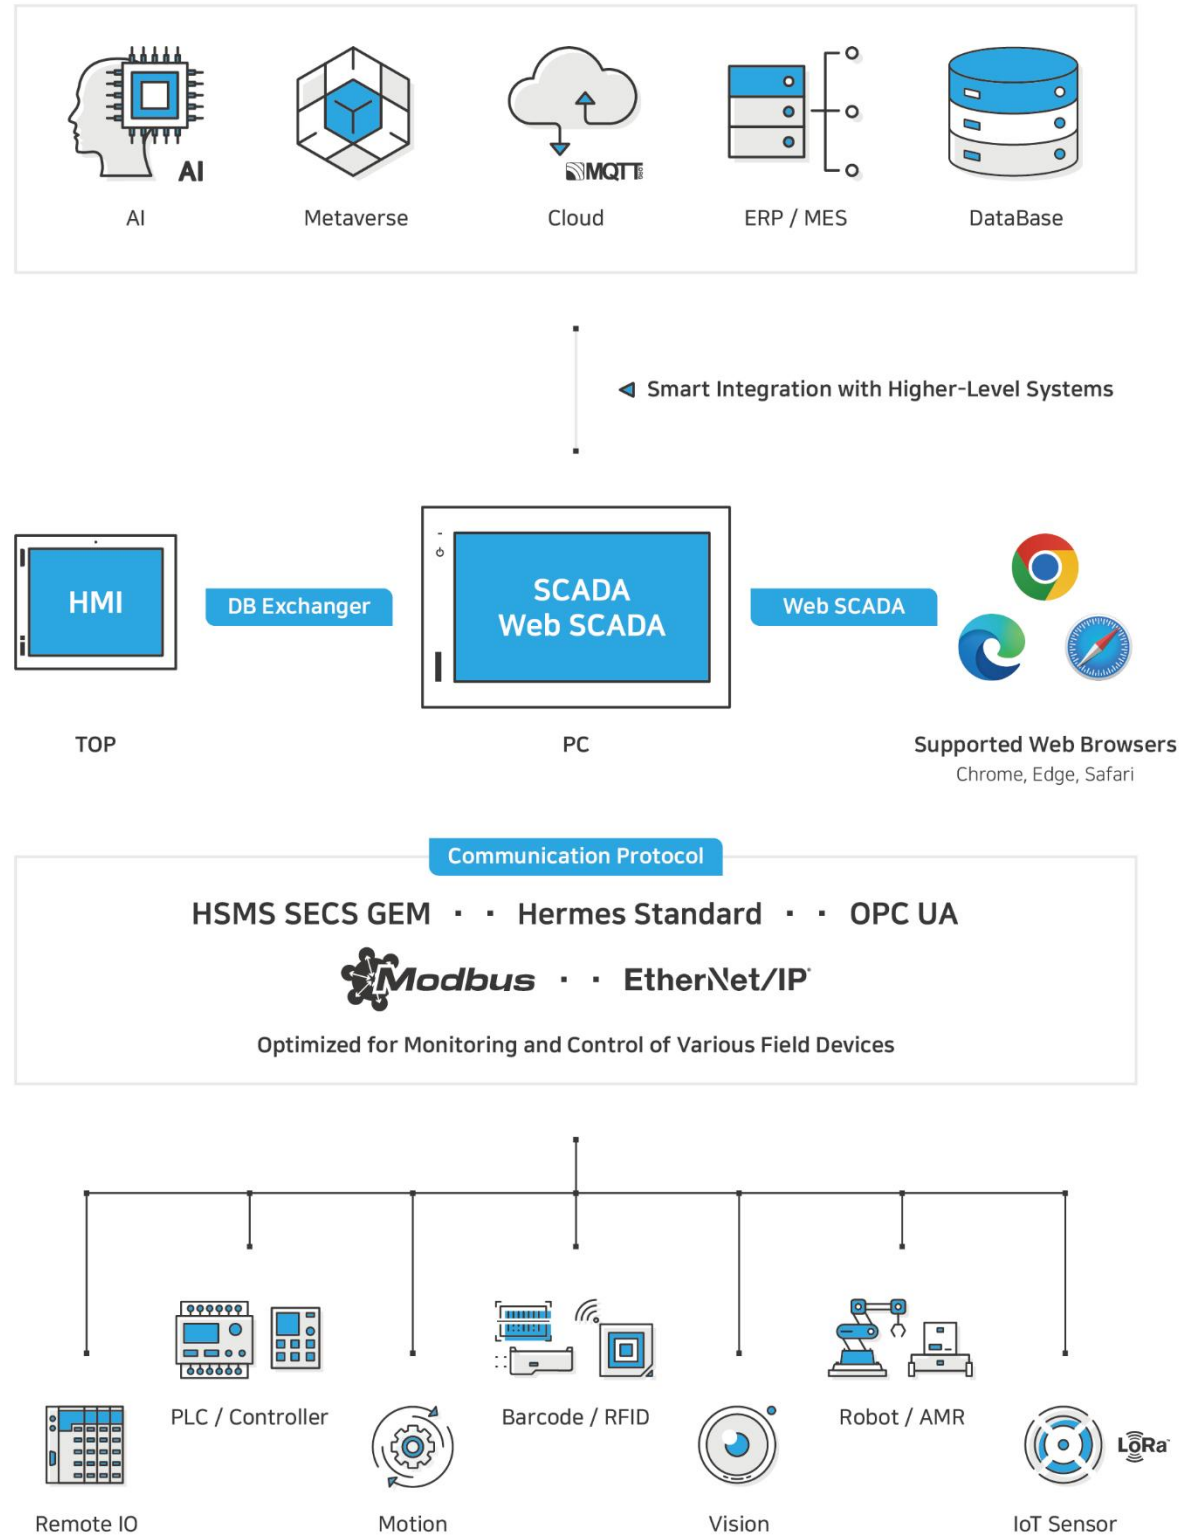 AI
MQTT
AI
Metaverse
Cloud
ERP / MES
DataBase
Smart Integration with Higher-Level Systems
HMI
DB Exchanger
SCADA
Web SCADA
Web SCADA
TOP
PC
Supported Web Browsers
Chrome, Edge, Safari
Communication Protocol
HSMS SECS GEM · · Hermes Standard · · OPC UA
Modbus · · EtherNet/IP
Optimized for Monitoring and Control of Various Field Devices
PLC / Controller
Barcode / RFID
Robot / AMR
LoRa
Remote IO
Motion
Vision
IoT Sensor